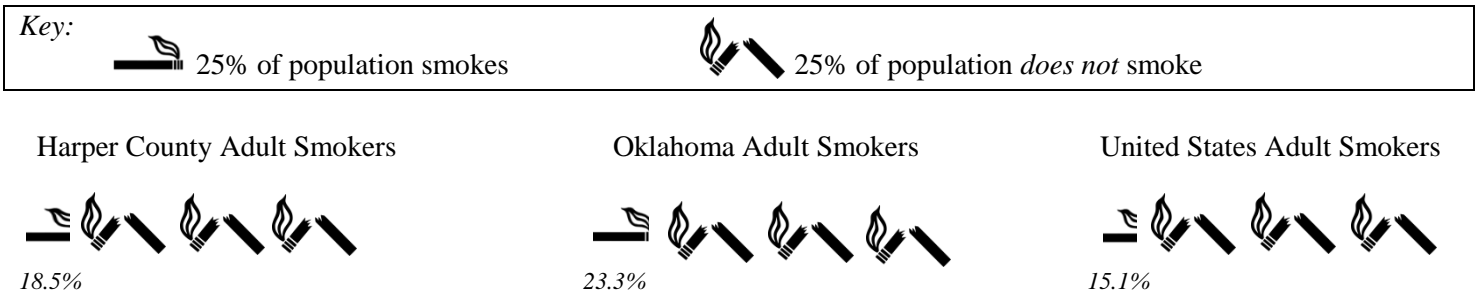 Key:
25% of population smokes 25% of population does not smoke
Harper County Adult Smokers Oklahoma Adult Smokers United States Adult Smokers
18.5% 23.3% 15.1%